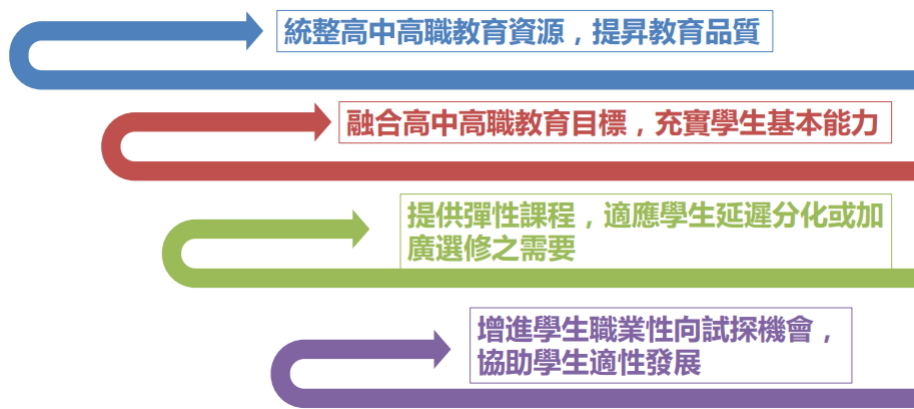 統整高中高職教育資源，提昇教育品質
融合高中高職教育目標，充實學生基本能力
提供彈性課程，適應學生延遲分化或加
廣選修之需要
增進學生職業性向試探機會，
協助學生適性發展